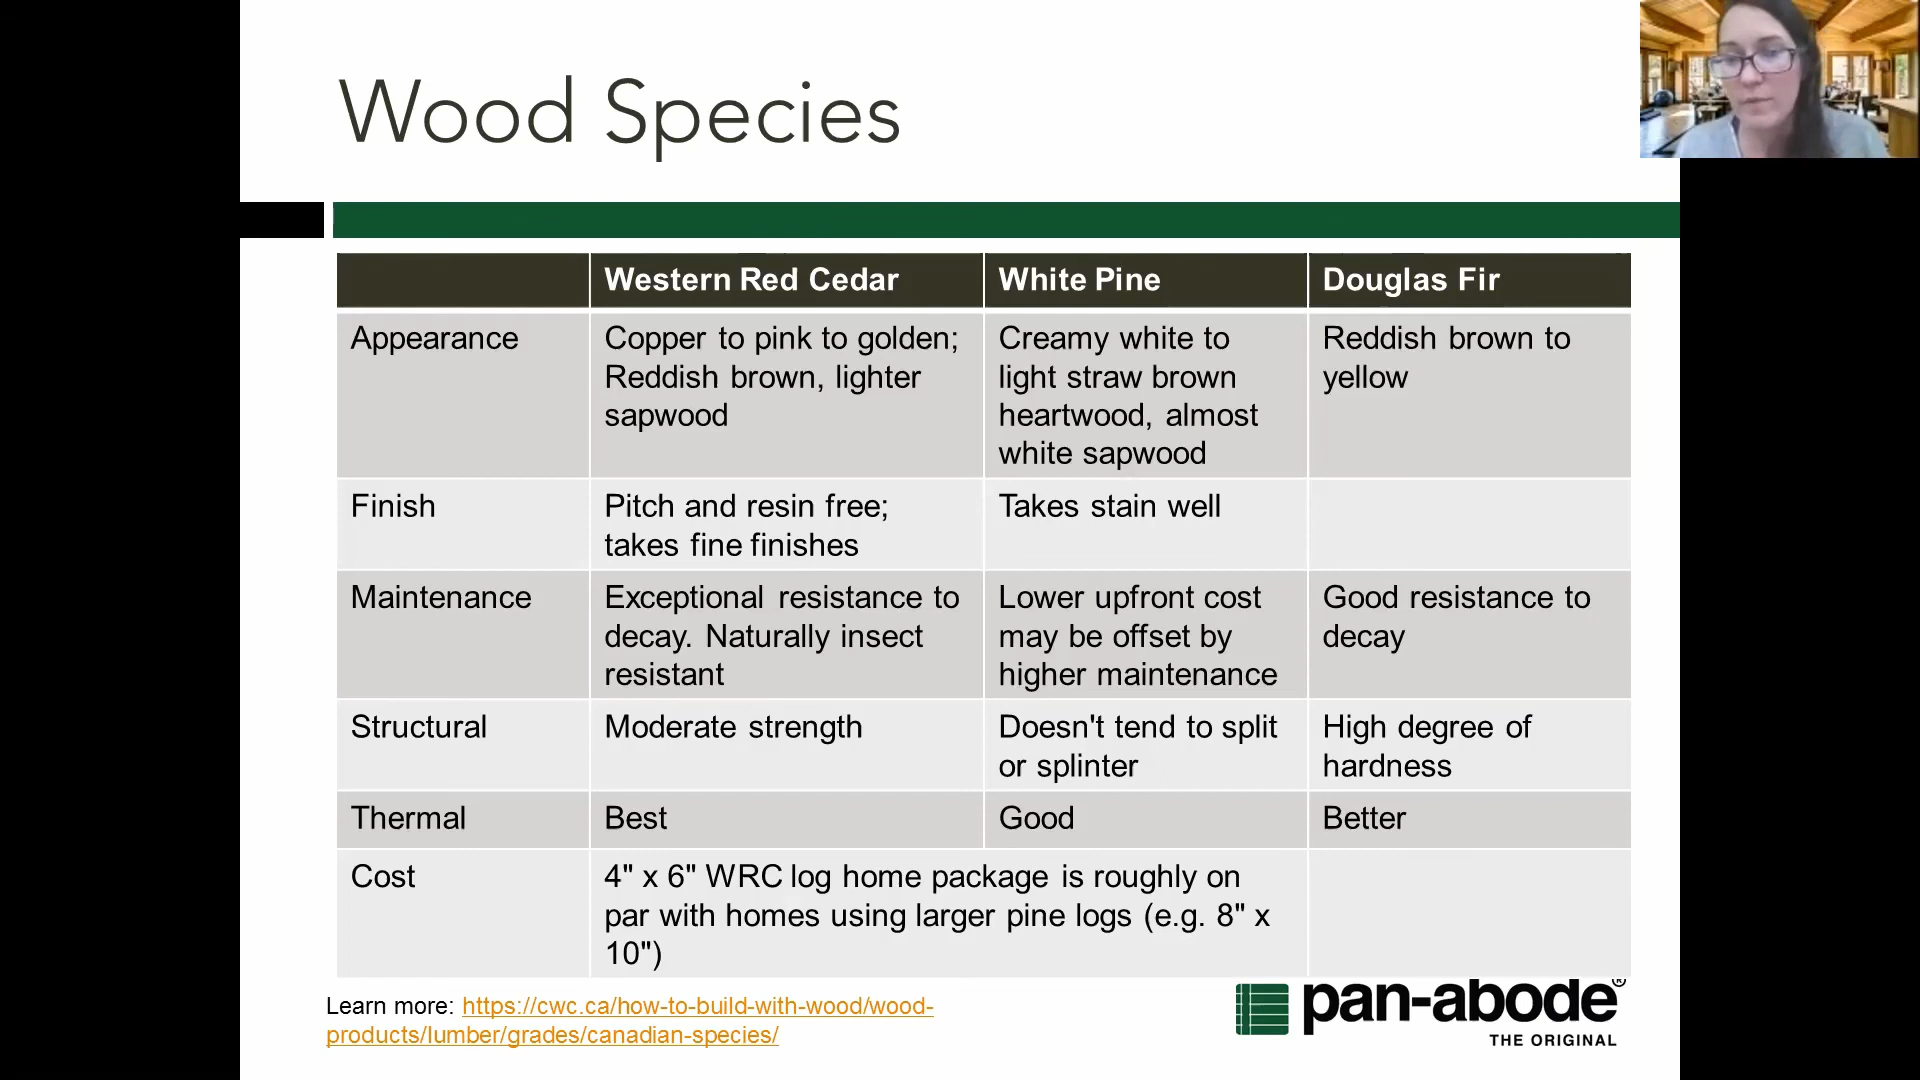 Wood Species
Western Red Cedar
White Pine
Douglas Fir
Appearance
Copper to pink to golden;
Reddish brown, lighter
sapwood
Creamy white to
light straw brown
heartwood, almost
white sapwood
Reddish brown to
yellow
Finish
Pitch and resin free;
takes fine finishes
Takes stain well
Maintenance
Exceptional resistance to
decay. Naturally insect
resistant
Lower upfront cost
may be offset by
higher maintenance
Good resistance to
decay
Structural
Moderate strength
Doesn't tend to split
or splinter
High degree of
hardness
Thermal
Best
Good
Better
Cost
4" x 6" WRC log home package is roughly on
par with homes using larger pine logs (e.g. 8" x
10")
Learn more: https://cwc.ca/how-to-build-with-wood/wood-
products/lumber/grades/canadian-species/
pan-abode®
THE ORIGINAL